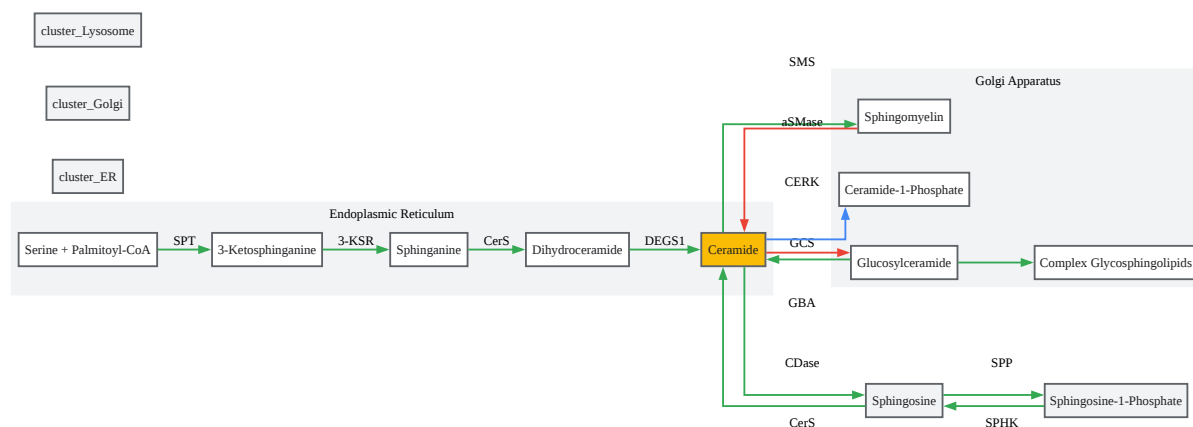 cluster_Lysosome
SMS
Golgi Apparatus
cluster_Golgi
aSMase
Sphingomyelin
cluster_ER
CERK
Ceramide-1-Phosphate
Endoplasmic Reticulum
Serine + Palmitoyl-CoA
SPT
3-Ketosphinganine
3-KSR
Sphinganine
CerS
Dihydroceramide
DEGS1
Ceramide
GCS
Glucosylceramide
Complex Glycosphingolipids
GBA
CDase
SPP
Sphingosine
Sphingosine-1-Phosphate
CerS
SPHK